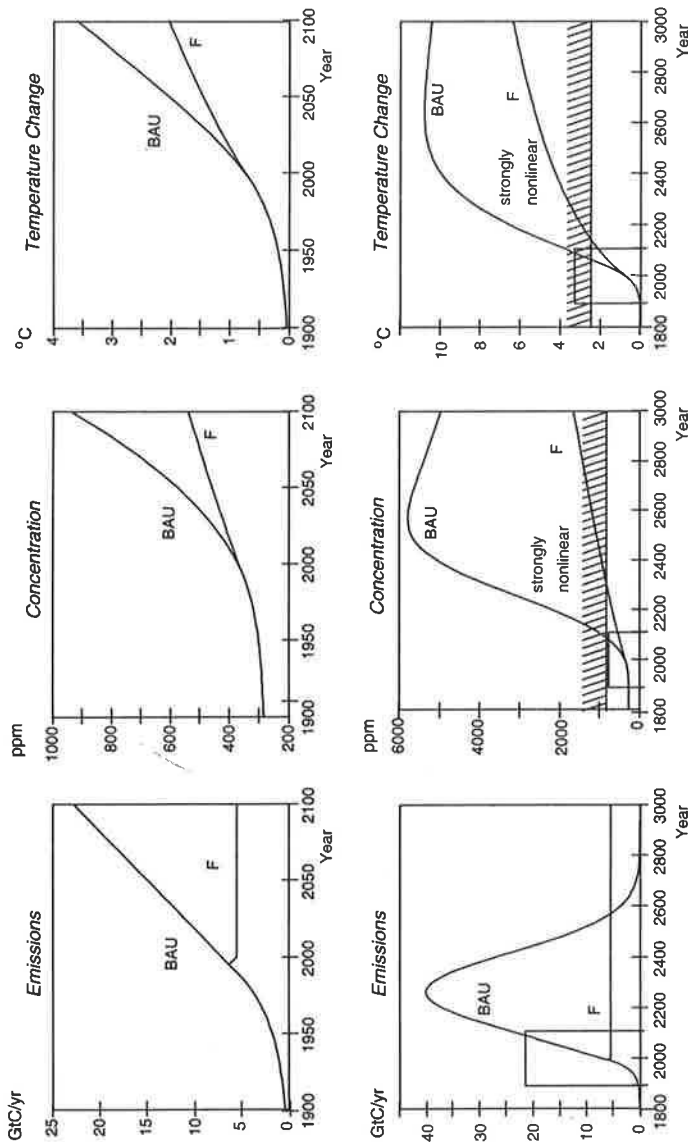 GtC/yr
Emissions
25
20
15
10
5
0
BAU
F
1900
1950
2000
2050
2100
Year
ppm
Concentration
1000
800
600
400
200
BAU
F
1900
1950
2000
2050
2100
Year
°C
Temperature Change
4
3
2
1
0
BAU
F
1900
1950
2000
2050
2100
Year
GtC/yr
Emissions
40
30
20
10
0
BAU
F
1800
2000
2200
2400
2600
2800
3000
Year
ppm
Concentration
6000
4000
2000
0
BAU
strongly
nonlinear
F
1800
2000
2200
2400
2600
2800
3000
Year
°C
Temperature Change
10
8
6
4
2
0
BAU
F
strongly
nonlinear
1800
2000
2200
2400
2600
2800
3000
Year